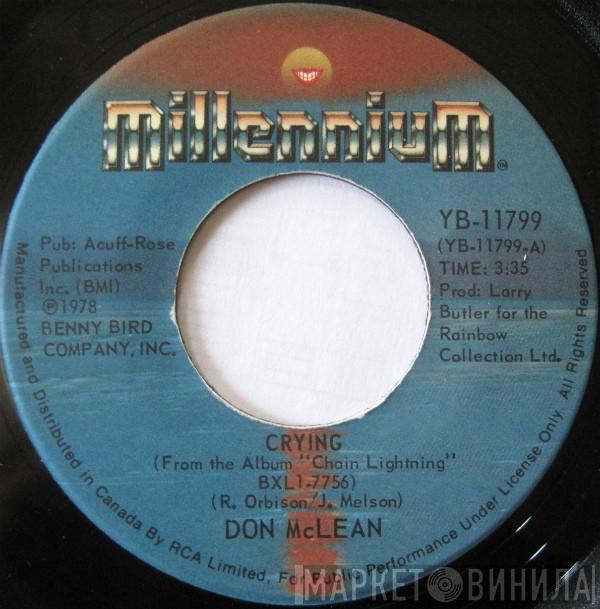 millenniuM
TM
Pub: Acuff-Rose
Publications
Inc. (BMI)
℗1978
BENNY BIRD
COMPANY, INC.
YB-11799
(YB-11799-A)
TIME: 3:35
Prod: Larry
Butler for the
Rainbow
Collection Ltd.
CRYING
(From the Album "Chain Lightning"
BXL1-7756)
(R. Orbison/J. Melson)
DON McLEAN
Manufactured and Distributed in Canada By RCA Limited, For Public Performance Under License Only. All Rights Reserved
МАРКЕТ ВИНИЛА